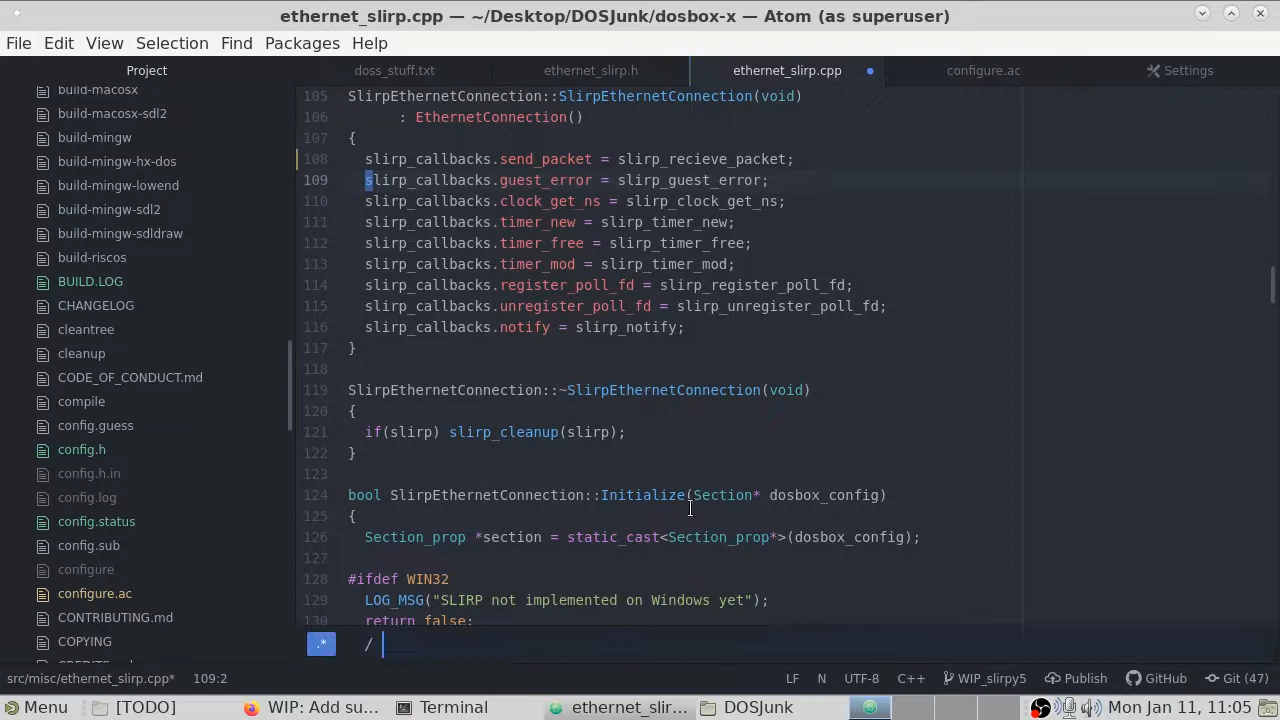 ethernet_slirp.cpp — ~/Desktop/DOSJunk/dosbox-x — Atom (as superuser)
File Edit View Selection Find Packages Help
Project
doss_stuff.txt ethernet_slirp.h ethernet_slirp.cpp configure.ac Settings
build-macosx
build-macosx-sdl2
build-mingw
build-mingw-hx-dos
build-mingw-lowend
build-mingw-sdl2
build-mingw-sdldraw
build-riscos
BUILD.LOG
CHANGELOG
cleantree
cleanup
CODE_OF_CONDUCT.md
compile
config.guess
config.h
config.h.in
config.log
config.status
config.sub
configure
configure.ac
CONTRIBUTING.md
COPYING
CREDITS.md
105 SlirpEthernetConnection::SlirpEthernetConnection(void)
106 : EthernetConnection()
107 {
108 slirp_callbacks.send_packet = slirp_recieve_packet;
109 slirp_callbacks.guest_error = slirp_guest_error;
110 slirp_callbacks.clock_get_ns = slirp_clock_get_ns;
111 slirp_callbacks.timer_new = slirp_timer_new;
112 slirp_callbacks.timer_free = slirp_timer_free;
113 slirp_callbacks.timer_mod = slirp_timer_mod;
114 slirp_callbacks.register_poll_fd = slirp_register_poll_fd;
115 slirp_callbacks.unregister_poll_fd = slirp_unregister_poll_fd;
116 slirp_callbacks.notify = slirp_notify;
117 }
118
119 SlirpEthernetConnection::~SlirpEthernetConnection(void)
120 {
121 if(slirp) slirp_cleanup(slirp);
122 }
123
124 bool SlirpEthernetConnection::Initialize(Section* dosbox_config)
125 {
126 Section_prop *section = static_cast<Section_prop*>(dosbox_config);
127
128 #ifdef WIN32
129 LOG_MSG("SLIRP not implemented on Windows yet");
130 return false;
.* /
src/misc/ethernet_slirp.cpp* 109:2 LF N UTF-8 C++ WIP_slirpy5 Publish GitHub Git (47)
Menu [TODO] WIP: Add su... Terminal ethernet_slir... DOSJunk Mon Jan 11, 11:05